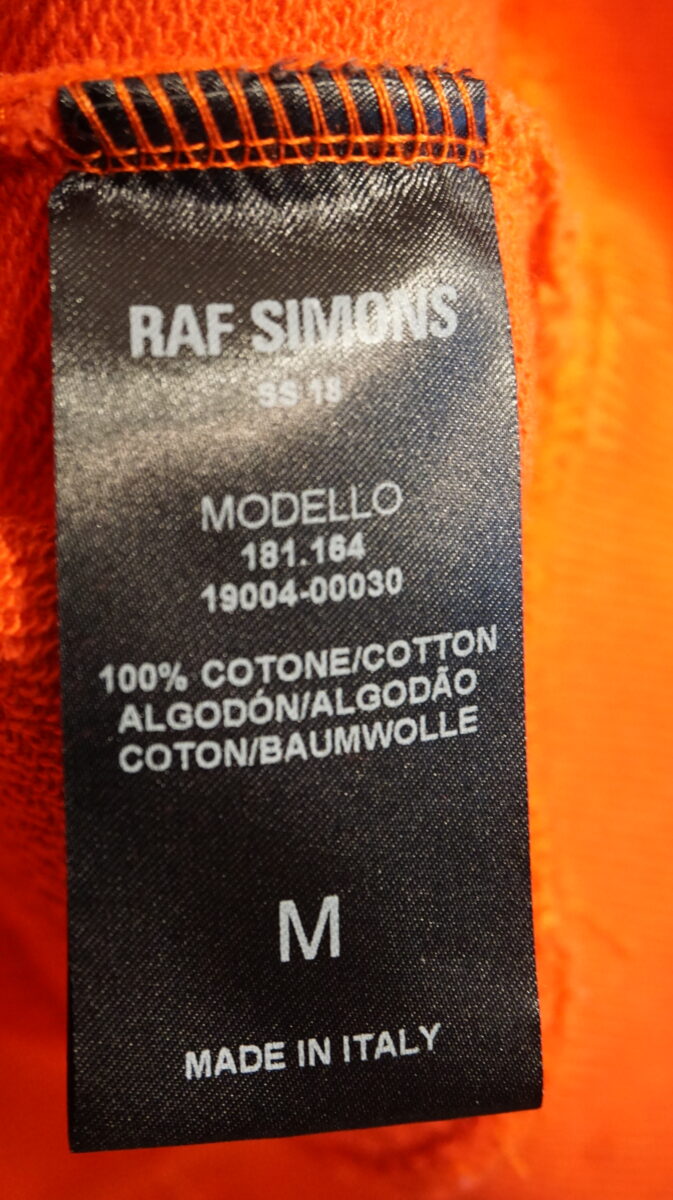 RAF SIMONS
SS 18
MODELLO
181.164
19004-00030
100% COTONE/COTTON
ALGODÓN/ALGODÃO
COTON/BAUMWOLLE
M
MADE IN ITALY